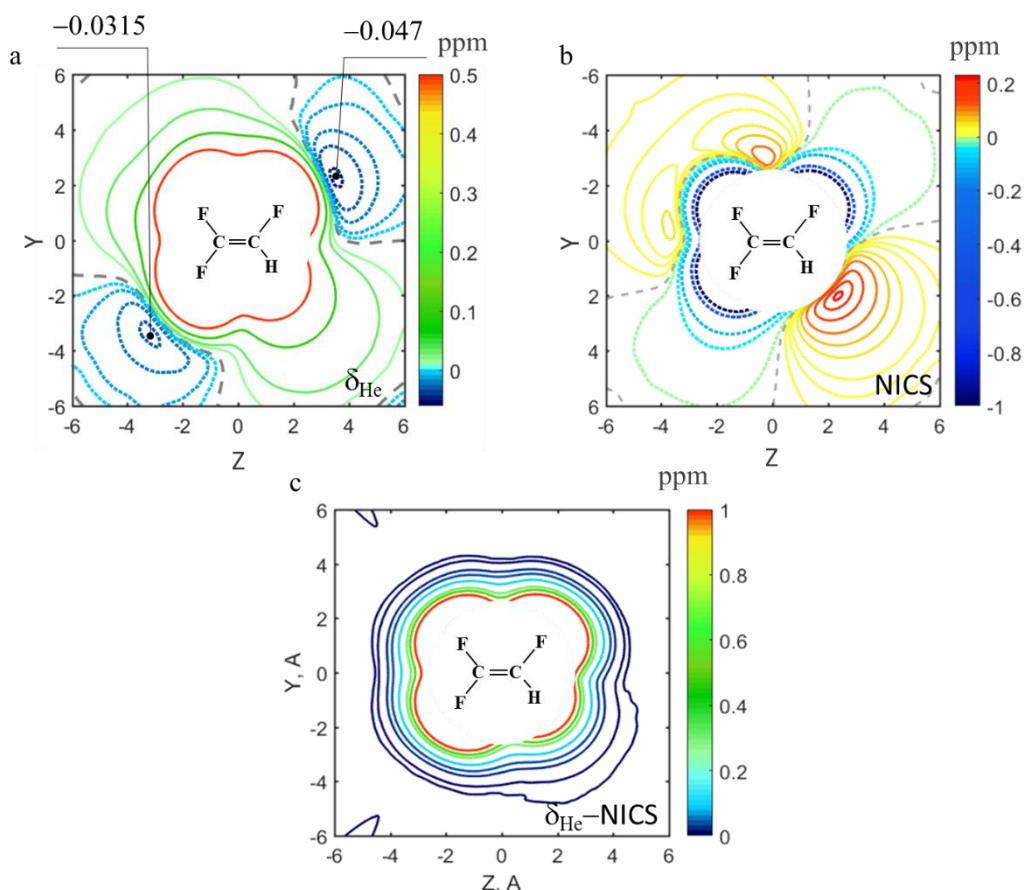 −0.0315
−0.047
a
ppm
6
4
2
0
-2
-4
-6
Y
-6 -4 -2 0 2 4 6
Z
F
F
C=C
F
H
δHe
0.5
0.4
0.3
0.2
0.1
0
b
ppm
-6
-4
-2
0
2
4
6
Y
-6 -4 -2 0 2 4 6
Z
F
F
C=C
F
H
NICS
0.2
0
-0.2
-0.4
-0.6
-0.8
-1
c
ppm
6
4
2
0
-2
-4
-6
Y, A
-6 -4 -2 0 2 4 6
Z, A
F
F
C=C
F
H
δHe−NICS
1
0.8
0.6
0.4
0.2
0